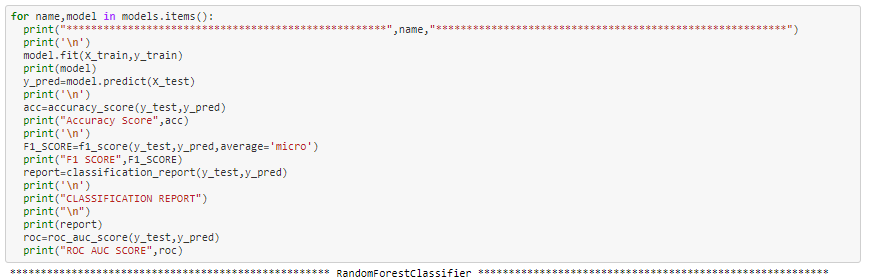 for name,model in models.items():
  print("****************************************************",name,"*********************************************************")
  print('\n')
  model.fit(X_train,y_train)
  print(model)
  y_pred=model.predict(X_test)
  print('\n')
  acc=accuracy_score(y_test,y_pred)
  print("Accuracy Score",acc)
  print('\n')
  F1_SCORE=f1_score(y_test,y_pred,average='micro')
  print("F1 SCORE",F1_SCORE)
  report=classification_report(y_test,y_pred)
  print('\n')
  print("CLASSIFICATION REPORT")
  print("\n")
  print(report)
  roc=roc_auc_score(y_test,y_pred)
  print("ROC AUC SCORE",roc)
**************************************************** RandomForestClassifier *********************************************************